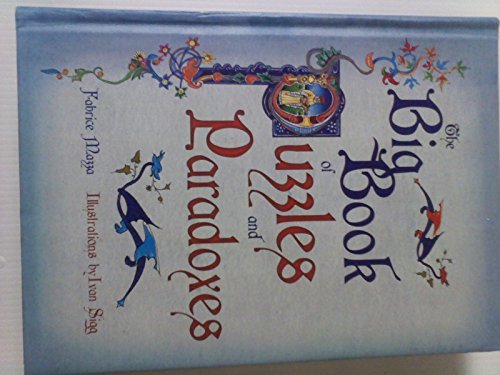 The
Big
Book
of
Puzzles
and
Paradoxes
Fabrice Mazza Illustrations by Ivan Sigg